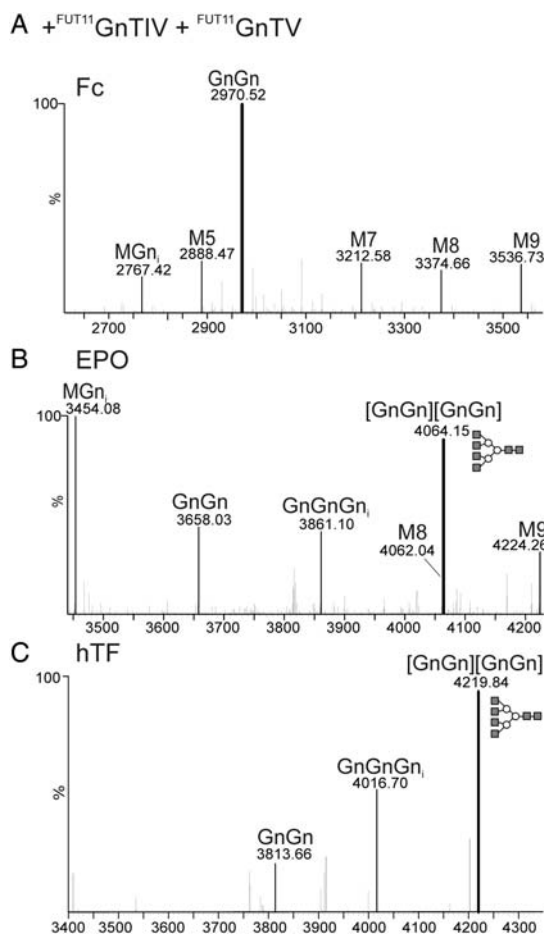 A +FUT11GnTIV + FUT11GnTV
Fc
GnGn
2970.52
100
%
MGni
2767.42
M5
2888.47
M7
3212.58
M8
3374.66
M9
3536.73
2700 2900 3100 3300 3500
B EPO
MGni
3454.08
100
%
GnGn
3658.03
GnGnGni
3861.10
[GnGn][GnGn]
4064.15
M8
4062.04
M9
4224.26
3500 3600 3700 3800 3900 4000 4100 4200
C hTF
[GnGn][GnGn]
4219.84
100
%
GnGnGni
4016.70
GnGn
3813.66
3400 3500 3600 3700 3800 3900 4000 4100 4200 4300